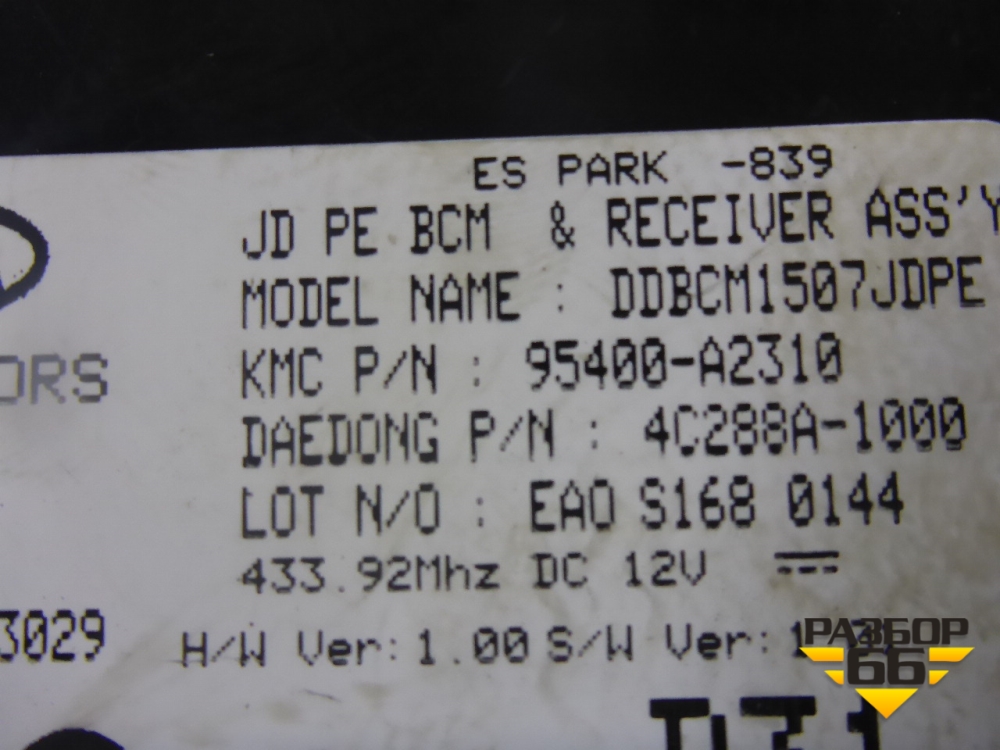 ES PARK -839
JD PE BCM & RECEIVER ASS'Y
MODEL NAME : DDBCM1507JDPE
ORS
KMC P/N : 95400-A2310
DAEDONG P/N : 4C288A-1000
LOT N/O : EAO S168 0144
433.92Mhz DC 12V
3029
H/W Ver: 1.00 S/W Ver:
РАЗБОР
66